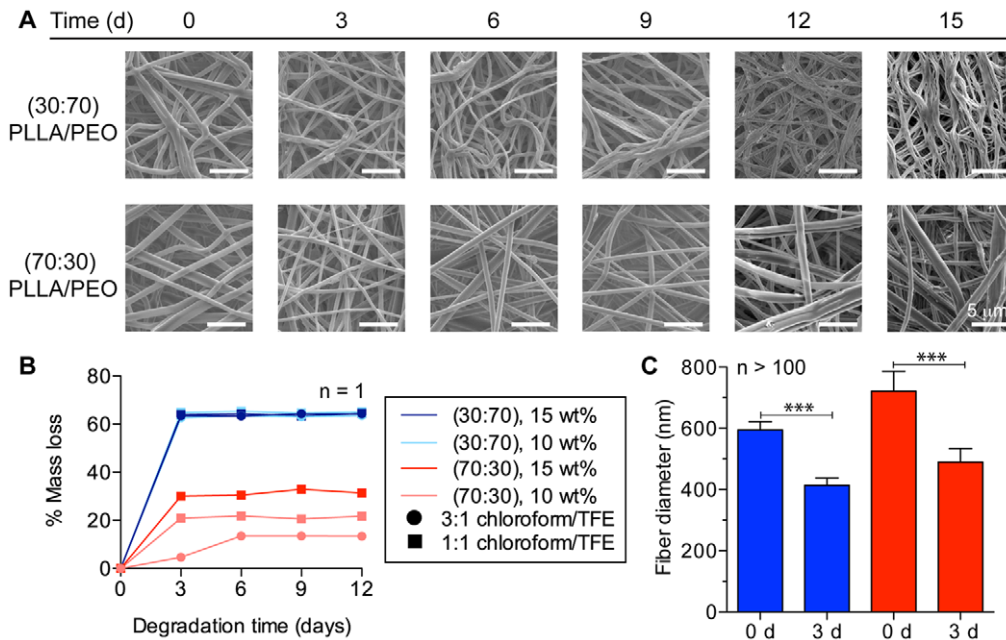 A Time (d) 0 3 6 9 12 15
(30:70)
PLLA/PEO
(70:30)
PLLA/PEO
5 μm
B
80
60
40
20
0
% Mass loss
n = 1
0 3 6 9 12
Degradation time (days)
(30:70), 15 wt%
(30:70), 10 wt%
(70:30), 15 wt%
(70:30), 10 wt%
3:1 chloroform/TFE
1:1 chloroform/TFE
C
n > 100
***
***
800
600
400
200
0
Fiber diameter (nm)
0 d 3 d 0 d 3 d